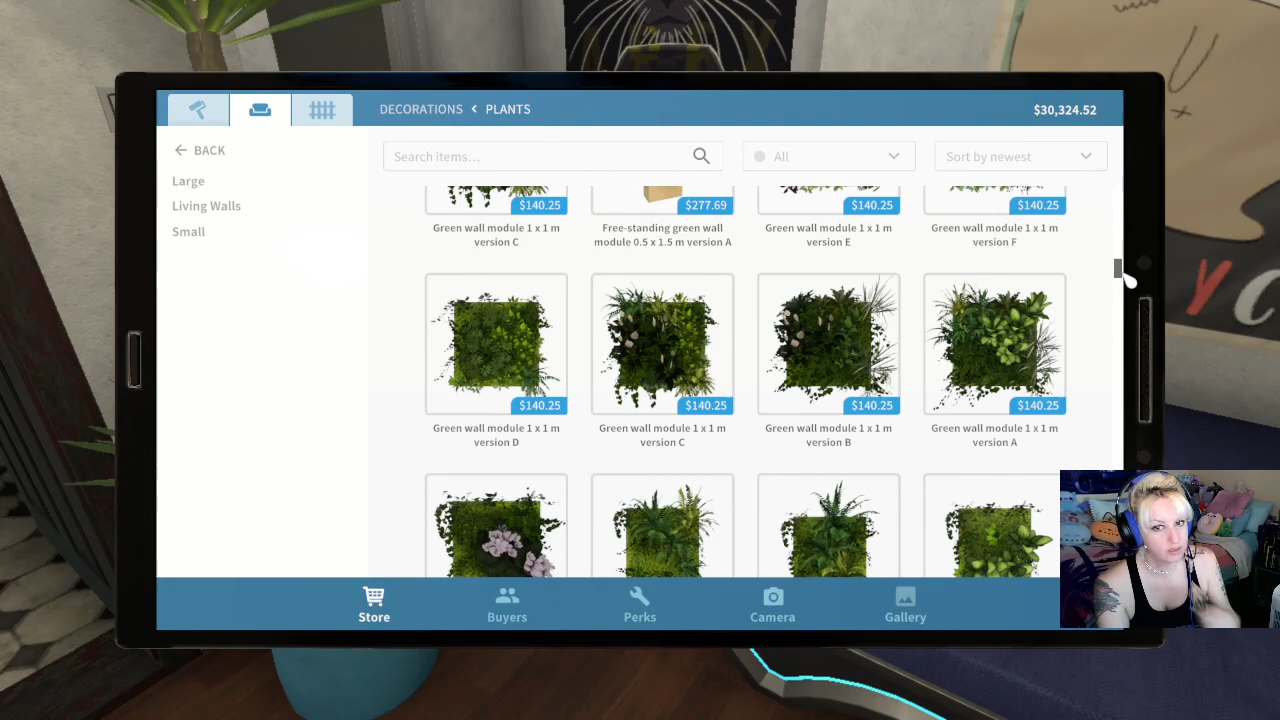 DECORATIONS < PLANTS
$30,324.52
BACK
Search items...
All
Sort by newest
Large
Living Walls
Small
$140.25
$277.69
$140.25
$140.25
Green wall module 1 x 1 m
version C
Free-standing green wall
module 0.5 x 1.5 m version A
Green wall module 1 x 1 m
version E
Green wall module 1 x 1 m
version F
$140.25
$140.25
$140.25
$140.25
Green wall module 1 x 1 m
version D
Green wall module 1 x 1 m
version C
Green wall module 1 x 1 m
version B
Green wall module 1 x 1 m
version A
YC
Store
Buyers
Perks
Camera
Gallery